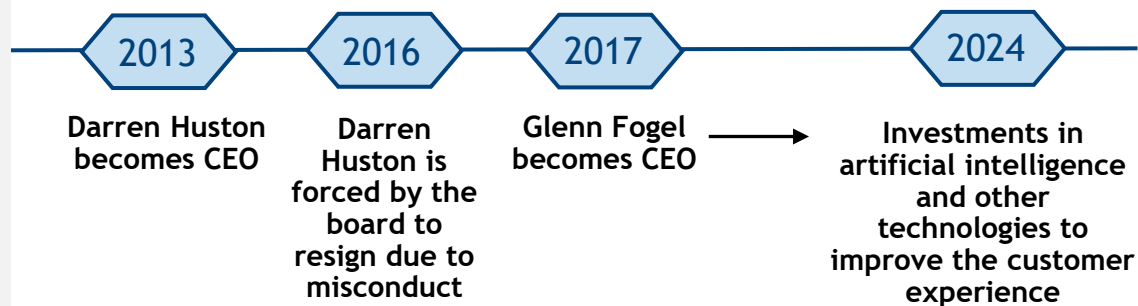 2013
2016
2017
2024
Darren Huston
becomes CEO
Darren
Huston is
forced by the
board to
resign due to
misconduct
Glenn Fogel
becomes CEO
Investments in
artificial intelligence
and other
technologies to
improve the customer
experience